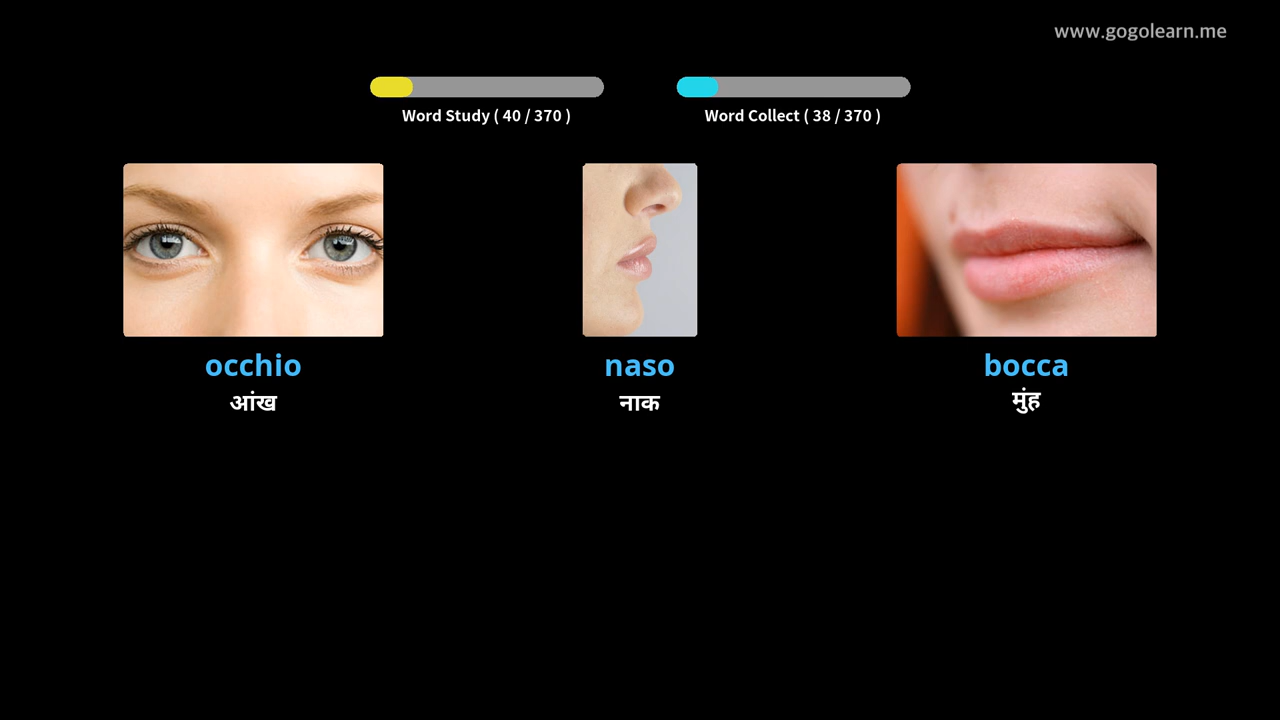 www.gogolearn.me
Word Study ( 40 / 370 )
Word Collect ( 38 / 370 )
occhio
naso
bocca
आंख
नाक
मुंह